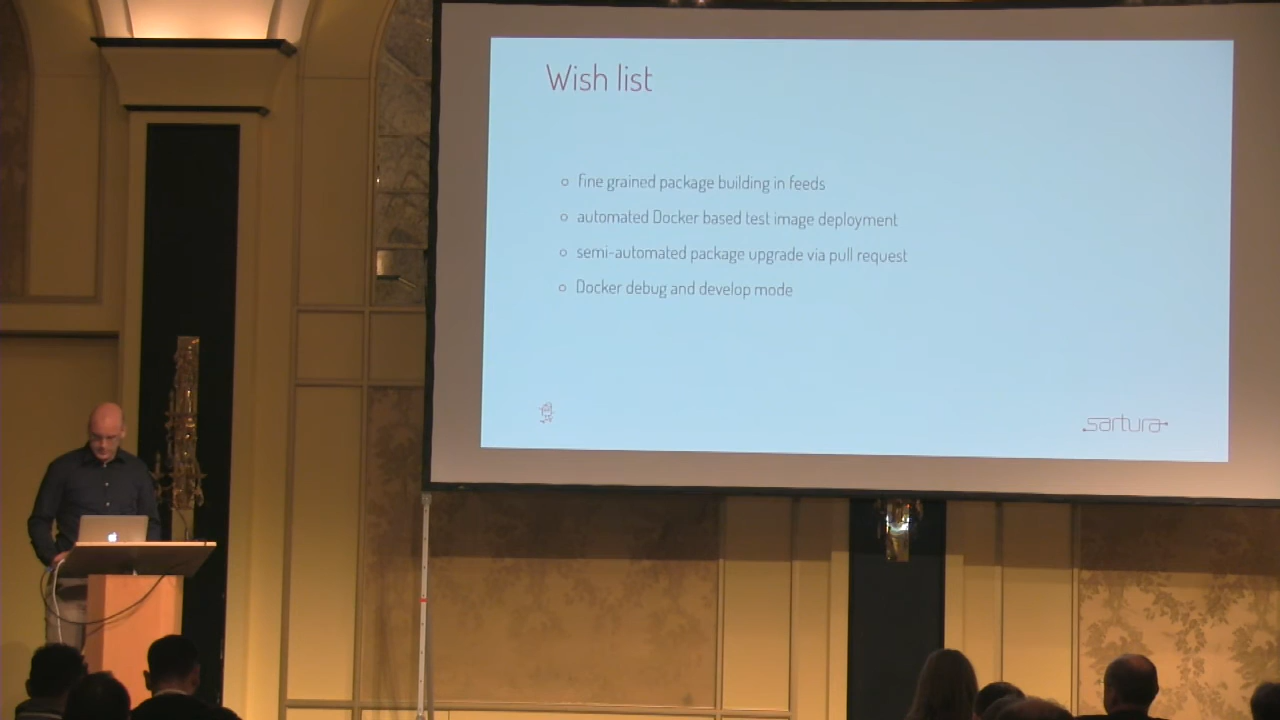 Wish list
fine grained package building in feeds
automated Docker based test image deployment
semi-automated package upgrade via pull request
Docker debug and develop mode
sartura